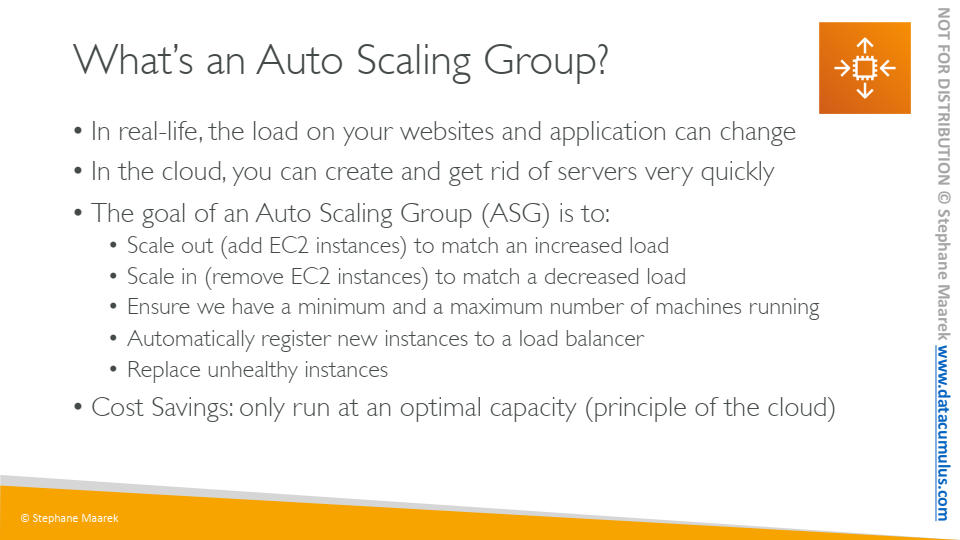 What's an Auto Scaling Group?
• In real-life, the load on your websites and application can change
• In the cloud, you can create and get rid of servers very quickly
• The goal of an Auto Scaling Group (ASG) is to:
• Scale out (add EC2 instances) to match an increased load
• Scale in (remove EC2 instances) to match a decreased load
• Ensure we have a minimum and a maximum number of machines running
• Automatically register new instances to a load balancer
• Replace unhealthy instances
• Cost Savings: only run at an optimal capacity (principle of the cloud)
© Stephane Maarek
NOT FOR DISTRIBUTION © Stephane Maarek www.datacumulus.com